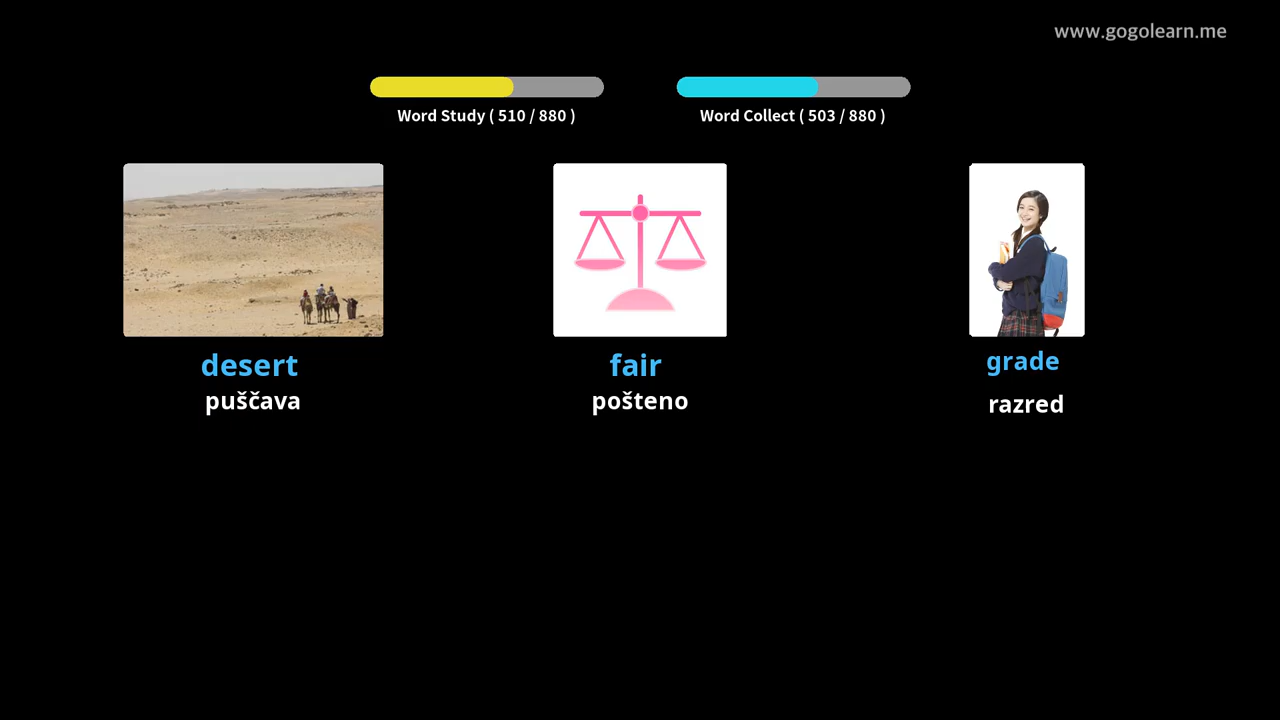 www.gogolearn.me
Word Study ( 510 / 880 )
Word Collect ( 503 / 880 )
desert
puščava
fair
pošteno
grade
razred